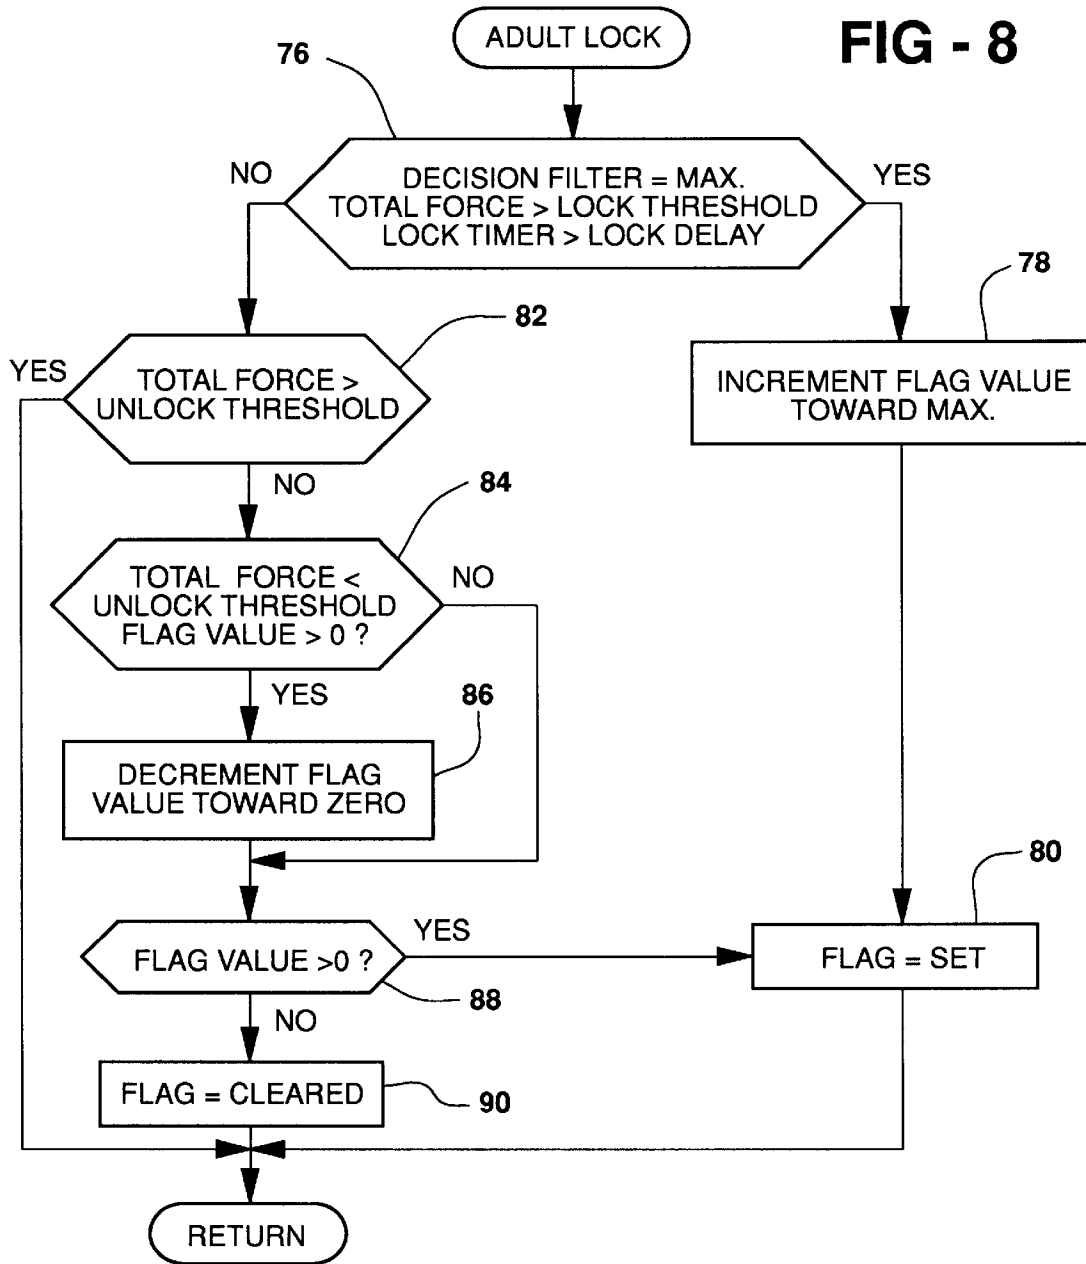 ADULT LOCK
FIG - 8
76
NO
DECISION FILTER = MAX.
TOTAL FORCE > LOCK THRESHOLD
LOCK TIMER > LOCK DELAY
YES
78
82
YES
TOTAL FORCE >
UNLOCK THRESHOLD
INCREMENT FLAG VALUE
TOWARD MAX.
NO
84
TOTAL FORCE <
UNLOCK THRESHOLD
FLAG VALUE > 0 ?
NO
YES
86
DECREMENT FLAG
VALUE TOWARD ZERO
80
FLAG VALUE >0 ?
YES
88
FLAG = SET
NO
FLAG = CLEARED
90
RETURN